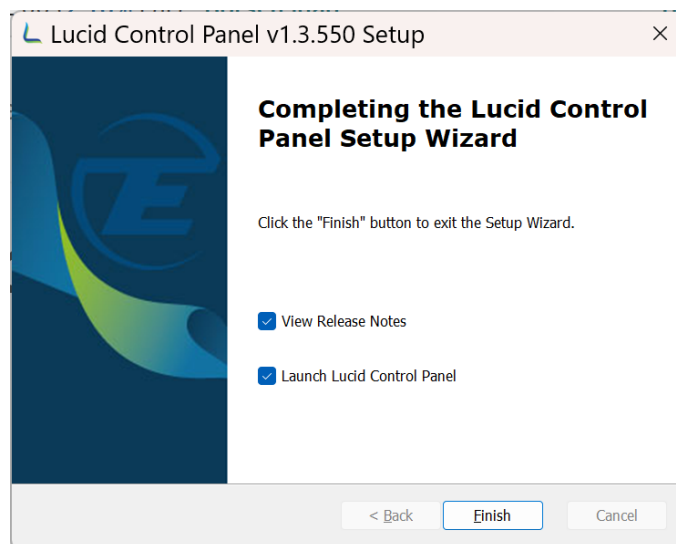 Lucid Control Panel v1.3.550 Setup
Completing the Lucid Control
Panel Setup Wizard
Click the "Finish" button to exit the Setup Wizard.
View Release Notes
Launch Lucid Control Panel
< Back
Finish
Cancel